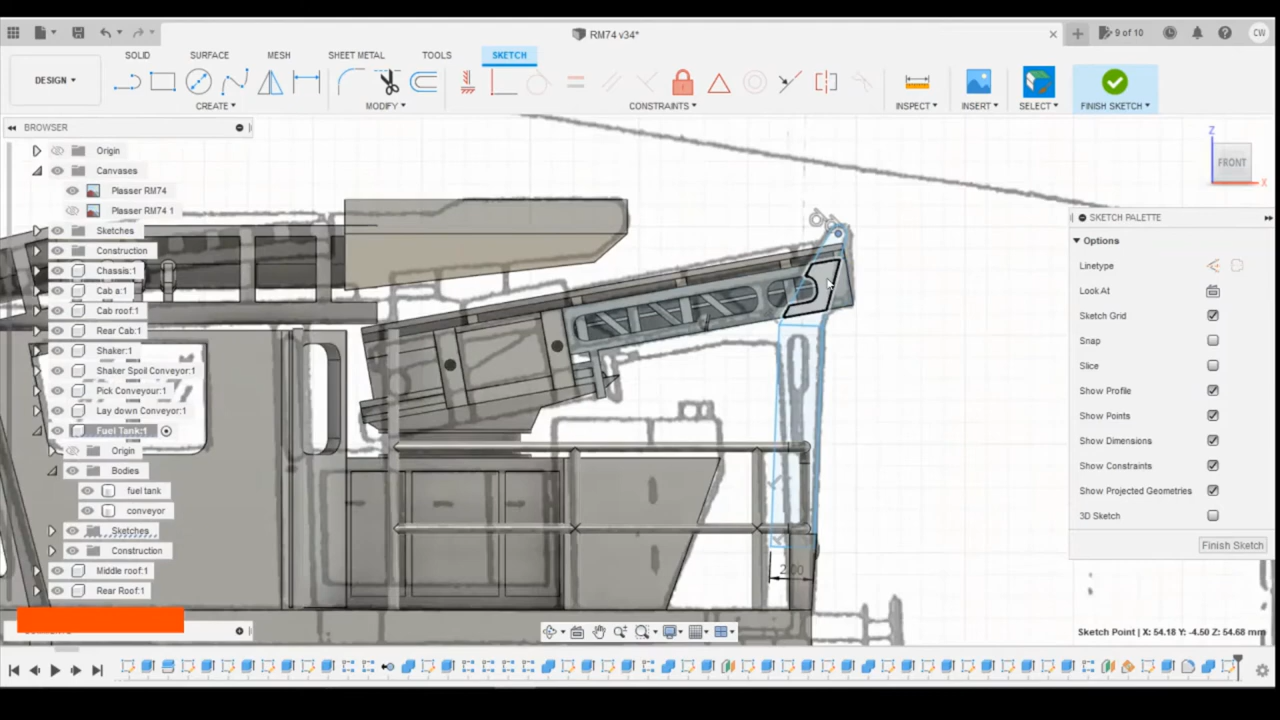 RM74 v34*
9 of 10
CW
DESIGN
SOLID
SURFACE
MESH
SHEET METAL
TOOLS
SKETCH
CREATE
MODIFY
CONSTRAINTS
INSPECT
INSERT
SELECT
FINISH SKETCH
BROWSER
Origin
Canvases
Plasser RM74
Plasser RM74 1
Sketches
Construction
Chassis:1
Cab a:1
Cab roof:1
Rear Cab:1
Shaker:1
Shaker Spoil Conveyor:1
Pick Conveyour:1
Lay down Conveyor:1
Fuel Tank:1
Origin
Bodies
fuel tank
conveyor
Sketches
Construction
Middle roof:1
Rear Roof:1
2.00
Z
FRONT
X
SKETCH PALETTE
Options
Linetype
Look At
Sketch Grid
Snap
Slice
Show Profile
Show Points
Show Dimensions
Show Constraints
Show Projected Geometries
3D Sketch
Finish Sketch
Sketch Point | X: 54.18 Y: -4.50 Z: 54.68 mm